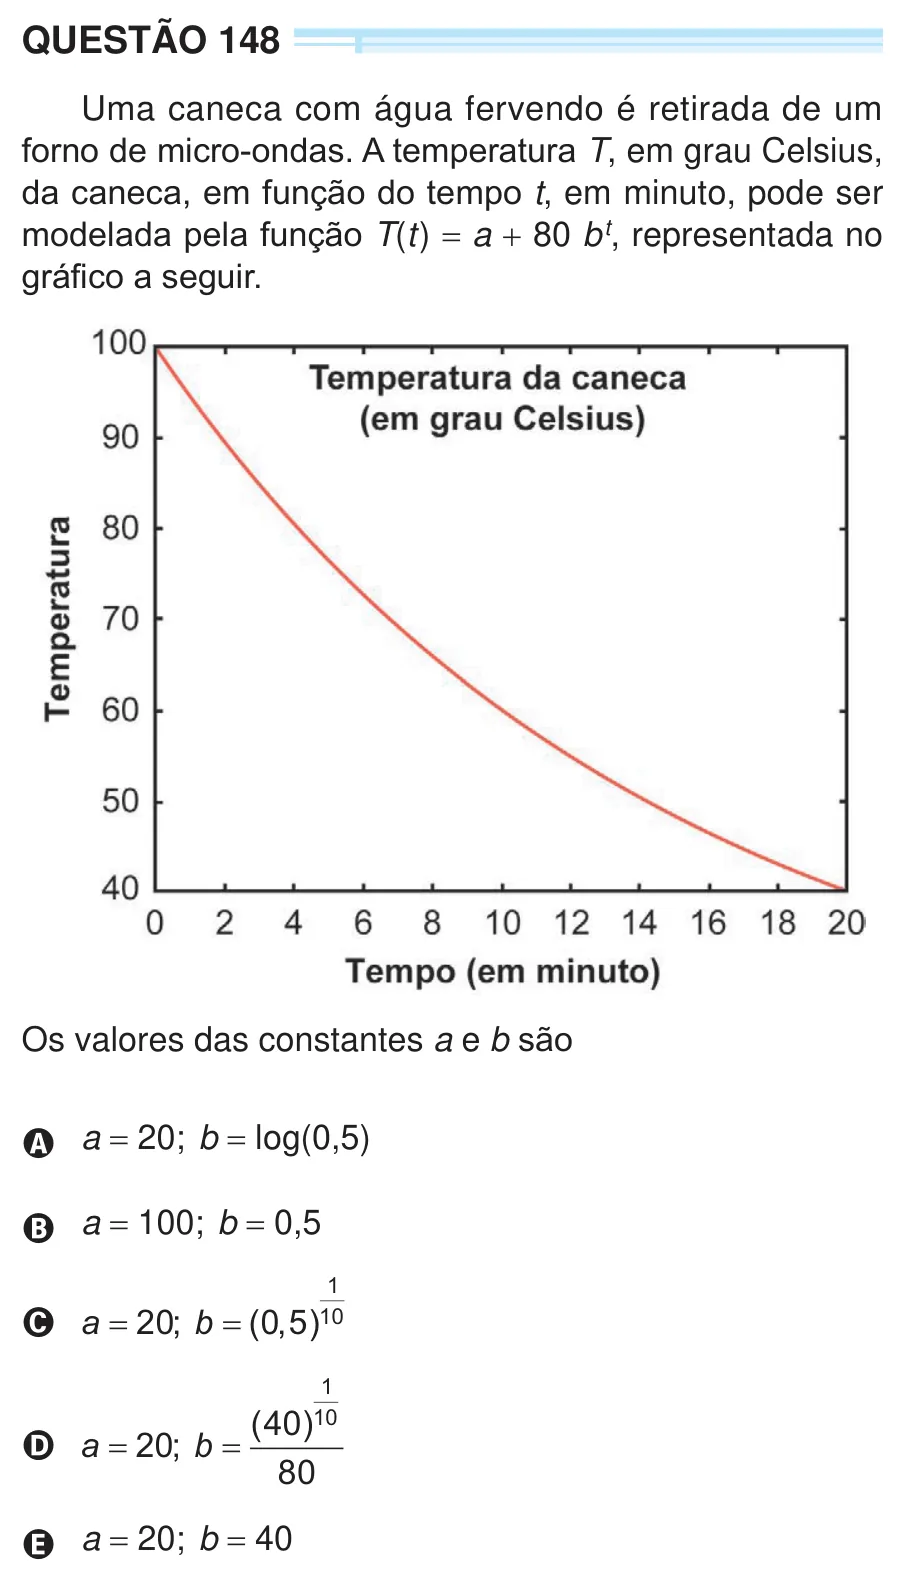 QUESTÃO 148
Uma caneca com água fervendo é retirada de um
forno de micro-ondas. A temperatura T, em grau Celsius,
da caneca, em função do tempo t, em minuto, pode ser
modelada pela função T(t) = a + 80 bᵗ, representada no
gráfico a seguir.
Temperatura da caneca
(em grau Celsius)
Temperatura
100
90
80
70
60
50
40
0 2 4 6 8 10 12 14 16 18 20
Tempo (em minuto)
Os valores das constantes a e b são
A a = 20; b = log(0,5)
B a = 100; b = 0,5
C a = 20; b = (0,5)^(1/10)
D a = 20; b = (40)^(1/10)/80
E a = 20; b = 40